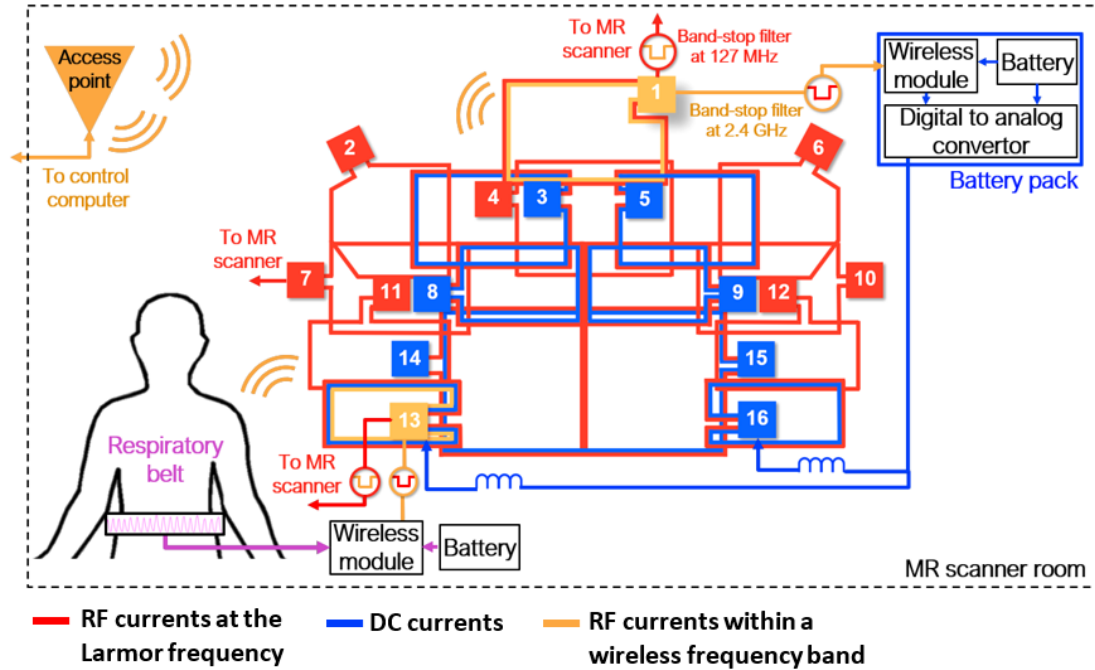 Access
point
To control
computer
To MR
scanner
Band-stop filter
at 127 MHz
1
Band-stop filter
at 2.4 GHz
Wireless
module
Battery
Digital to analog
convertor
Battery pack
2
6
4
3
5
To MR
scanner
7
11
8
9
12
10
14
15
13
16
Respiratory
belt
To MR
scanner
Wireless
module
Battery
MR scanner room
RF currents at the
Larmor frequency
DC currents
RF currents within a
wireless frequency band